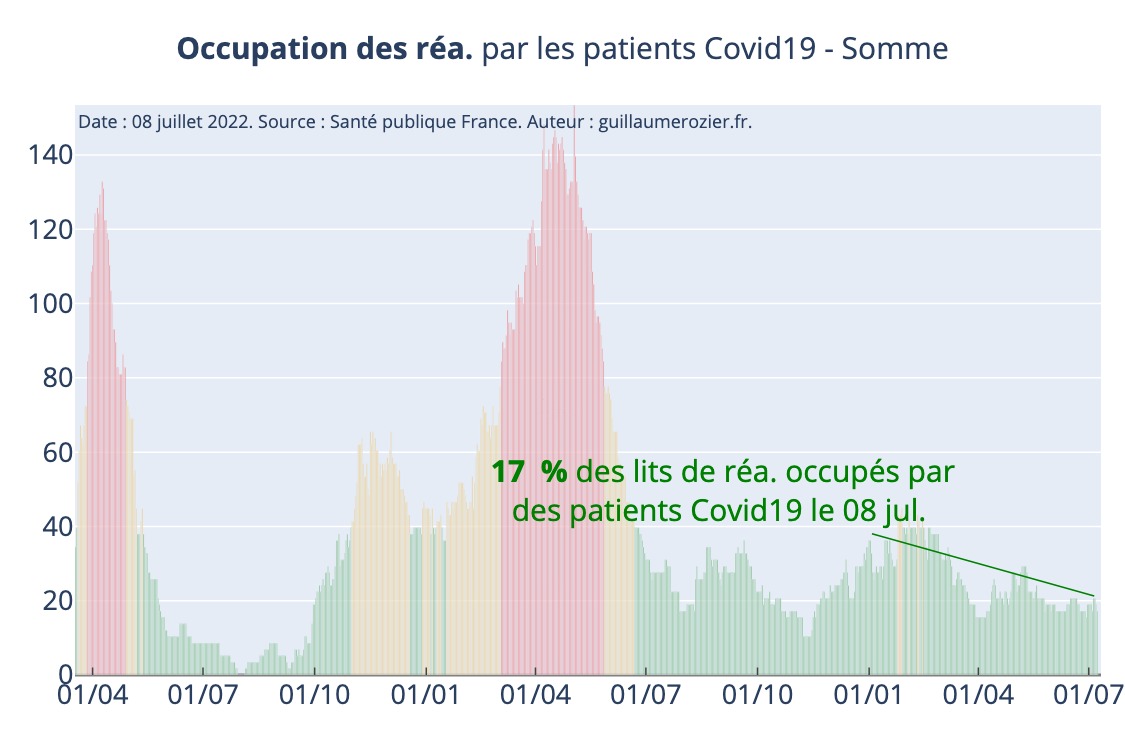 Occupation des réa. par les patients Covid19 - Somme
Date : 08 juillet 2022. Source : Santé publique France. Auteur : guillaumerozier.fr.
140
120
100
80
60
40
20
0
17 % des lits de réa. occupés par
des patients Covid19 le 08 jul.
01/04 01/07 01/10 01/01 01/04 01/07 01/10 01/01 01/04 01/07